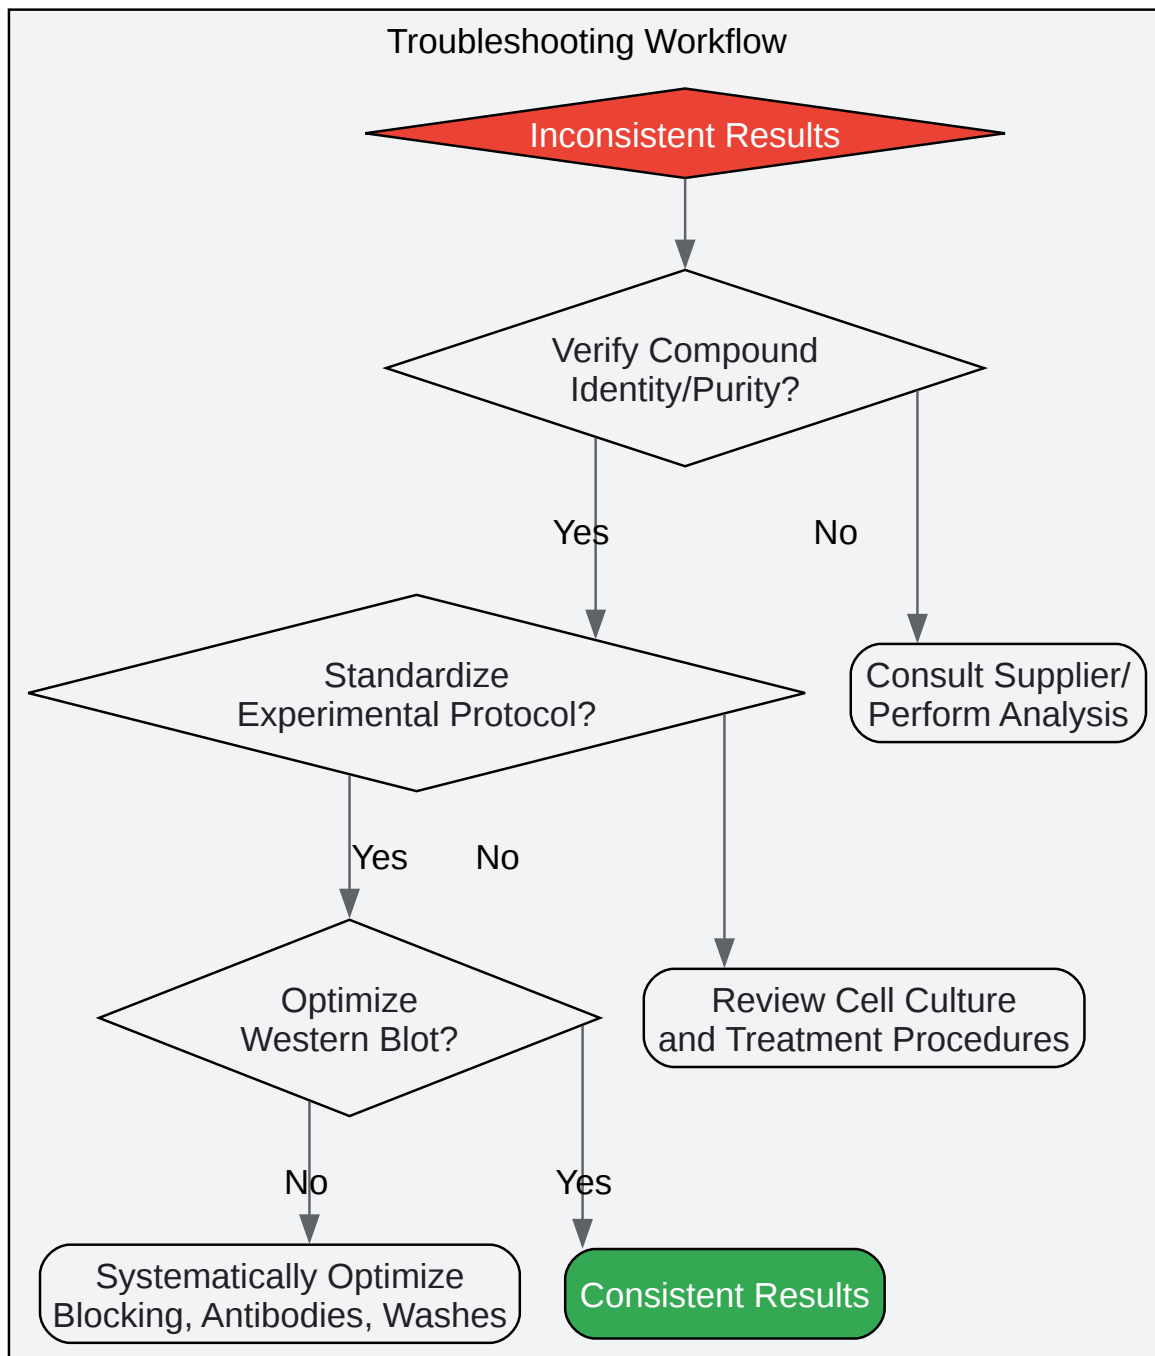 Troubleshooting Workflow
Inconsistent Results
Verify Compound
Identity/Purity?
Yes
No
Standardize
Experimental Protocol?
Consult Supplier/
Perform Analysis
Yes
No
Optimize
Western Blot?
Review Cell Culture
and Treatment Procedures
No
Yes
Systematically Optimize
Blocking, Antibodies, Washes
Consistent Results